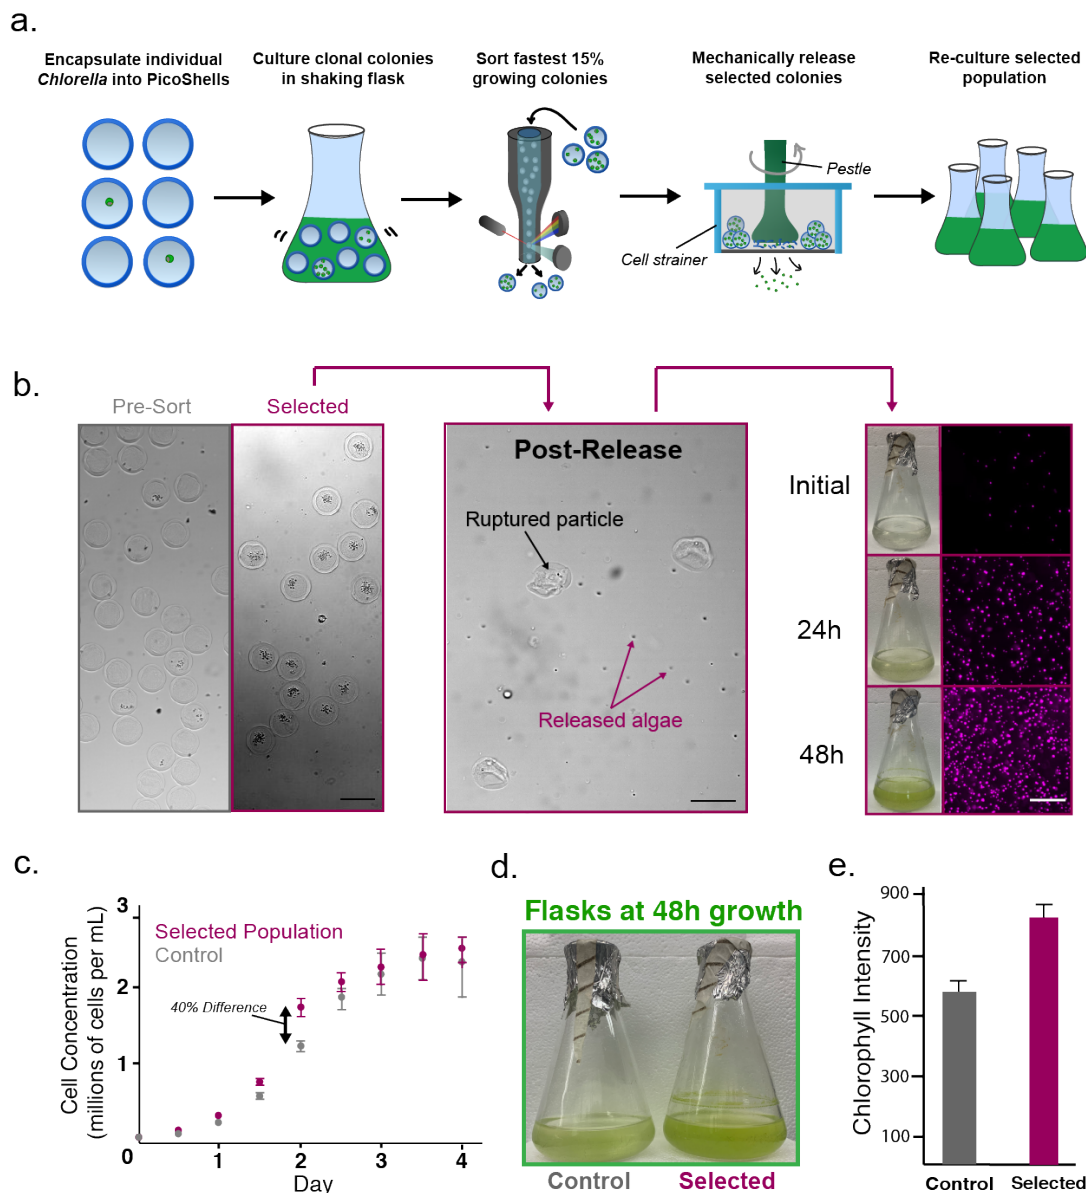 a.
Encapsulate individual
Chlorella into PicoShells
Culture clonal colonies
in shaking flask
Sort fastest 15%
growing colonies
Mechanically release
selected colonies
Re-culture selected
population
Pestle
Cell strainer
b.
Pre-Sort
Selected
Post-Release
Ruptured particle
Released algae
Initial
24h
48h
c.
Cell Concentration
(millions of cells per mL)
3
2
1
0
1
2
3
4
Day
Selected Population
Control
40% Difference
d.
Flasks at 48h growth
Control
Selected
e.
Chlorophyll Intensity
900
700
500
300
100
Control
Selected